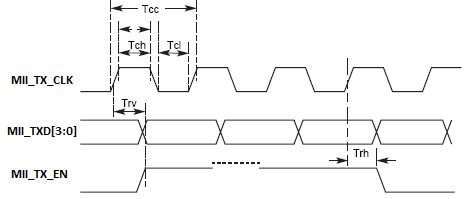 Tcc
Tch Tcl
MII_TX_CLK
Trv
MII_TXD[3:0]
Trh
MII_TX_EN